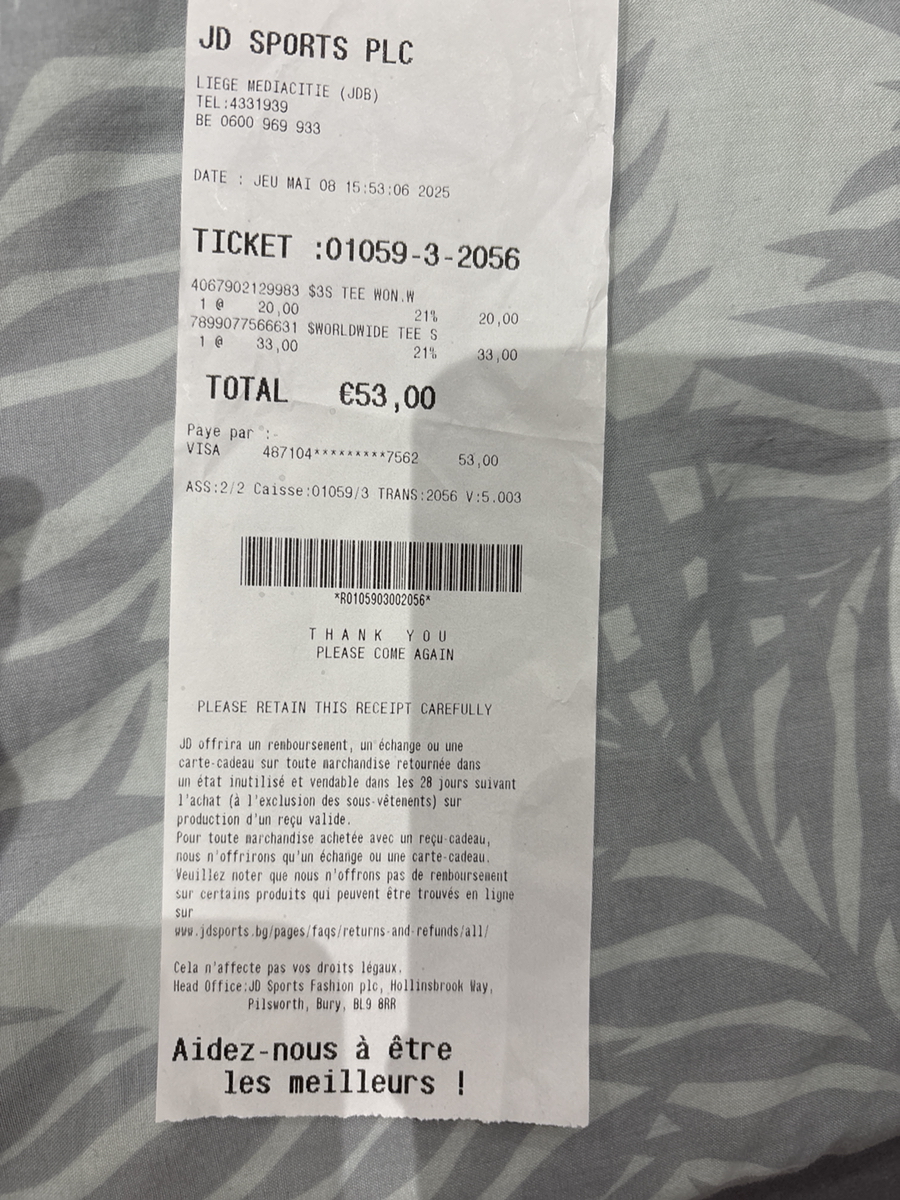 JD SPORTS PLC
LIEGE MEDIACITIE (JDB)
TEL:4331939
BE 0600 969 933
DATE : JEU MAI 08 15:53:06 2025
TICKET :01059-3-2056
4067902129983 $3S TEE WON.W
1 @ 20,00 21% 20,00
7899077566631 $WORLDWIDE TEE S
1 @ 33,00 21% 33,00
TOTAL €53,00
Paye par :-
VISA 487104*********7562 53,00
ASS:2/2 Caisse:01059/3 TRANS:2056 V:5.003
*R0105903002056*
THANK YOU
PLEASE COME AGAIN
PLEASE RETAIN THIS RECEIPT CAREFULLY
JD offrira un remboursement, un échange ou une
carte-cadeau sur toute marchandise retournée dans
un état inutilisé et vendable dans les 28 jours suivant
l'achat (à l'exclusion des sous-vêtements) sur
production d'un reçu valide.
Pour toute marchandise achetée avec un reçu-cadeau,
nous n'offrirons qu'un échange ou une carte-cadeau.
Veuillez noter que nous n'offrons pas de remboursement
sur certains produits qui peuvent être trouvés en ligne
sur
www.jdsports.bg/pages/faqs/returns-and-refunds/all/
Cela n'affecte pas vos droits légaux.
Head Office:JD Sports Fashion plc, Hollinsbrook Way,
Pilsworth, Bury, BL9 8RR
Aidez-nous à être
les meilleurs !